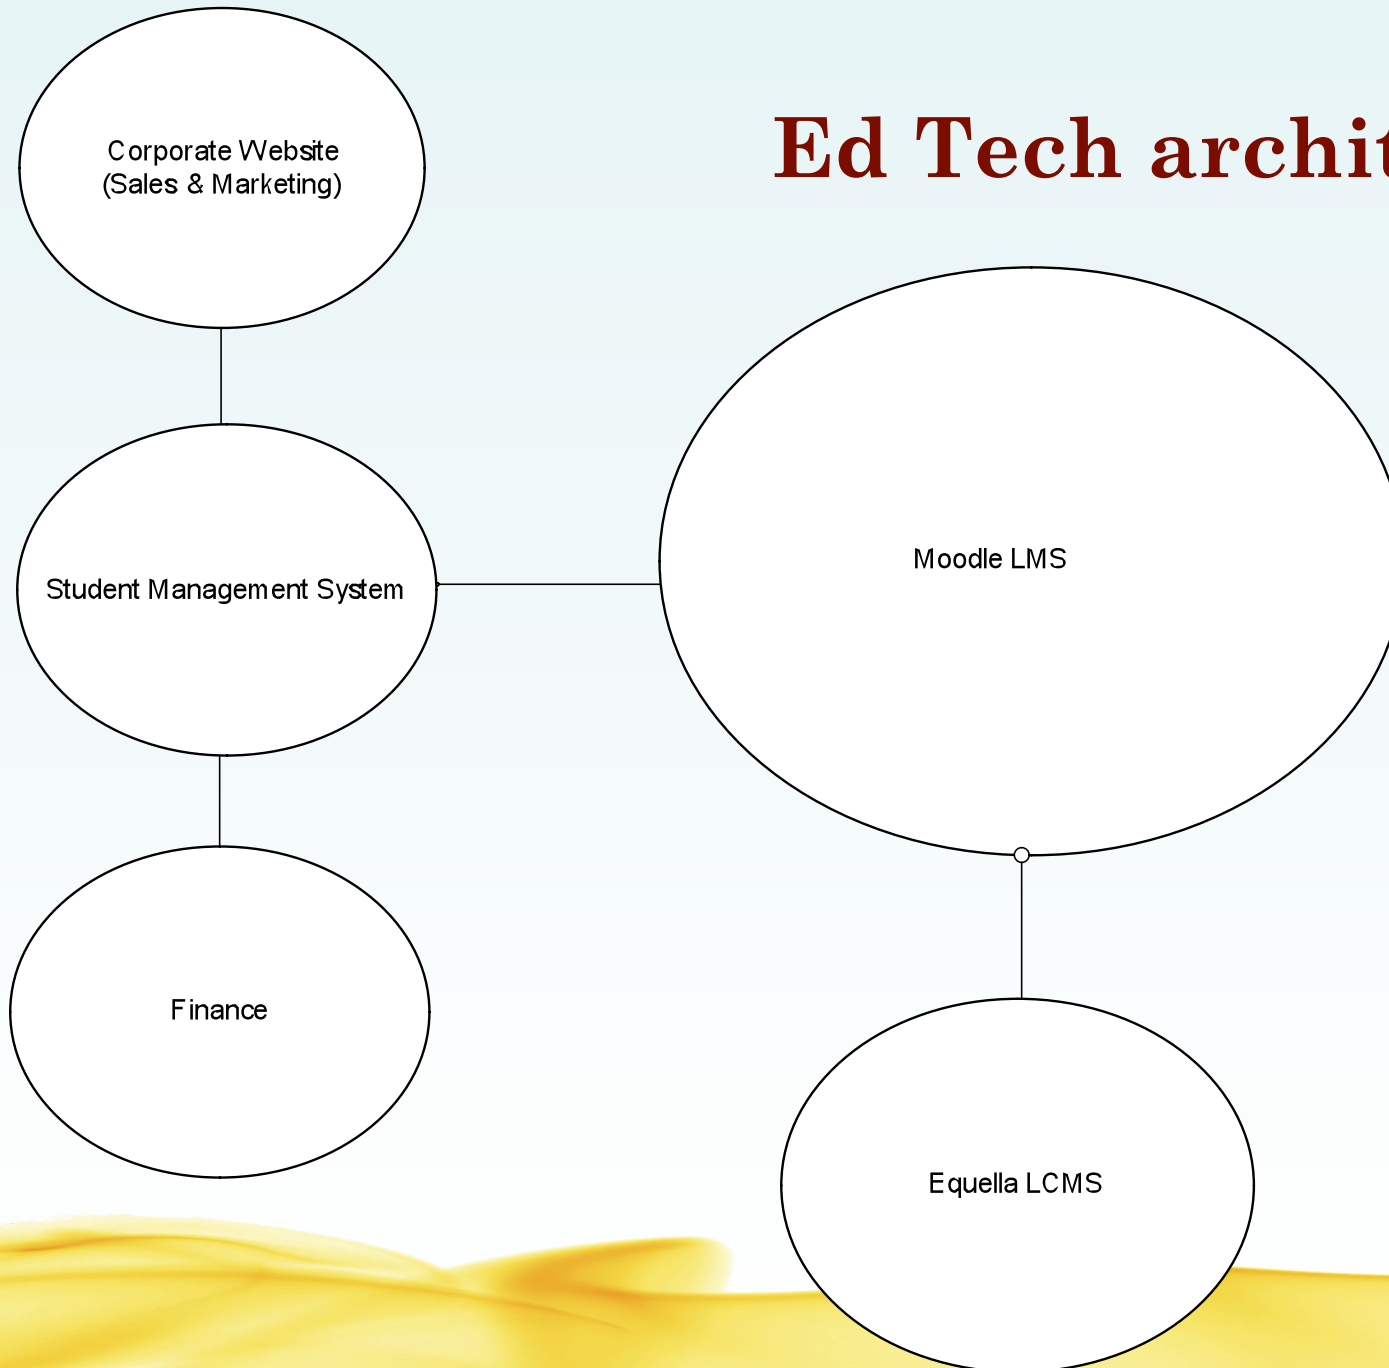 Ed Tech archit
Corporate Website
(Sales & Marketing)
Moodle LMS
Student Management System
Finance
Equella LCMS